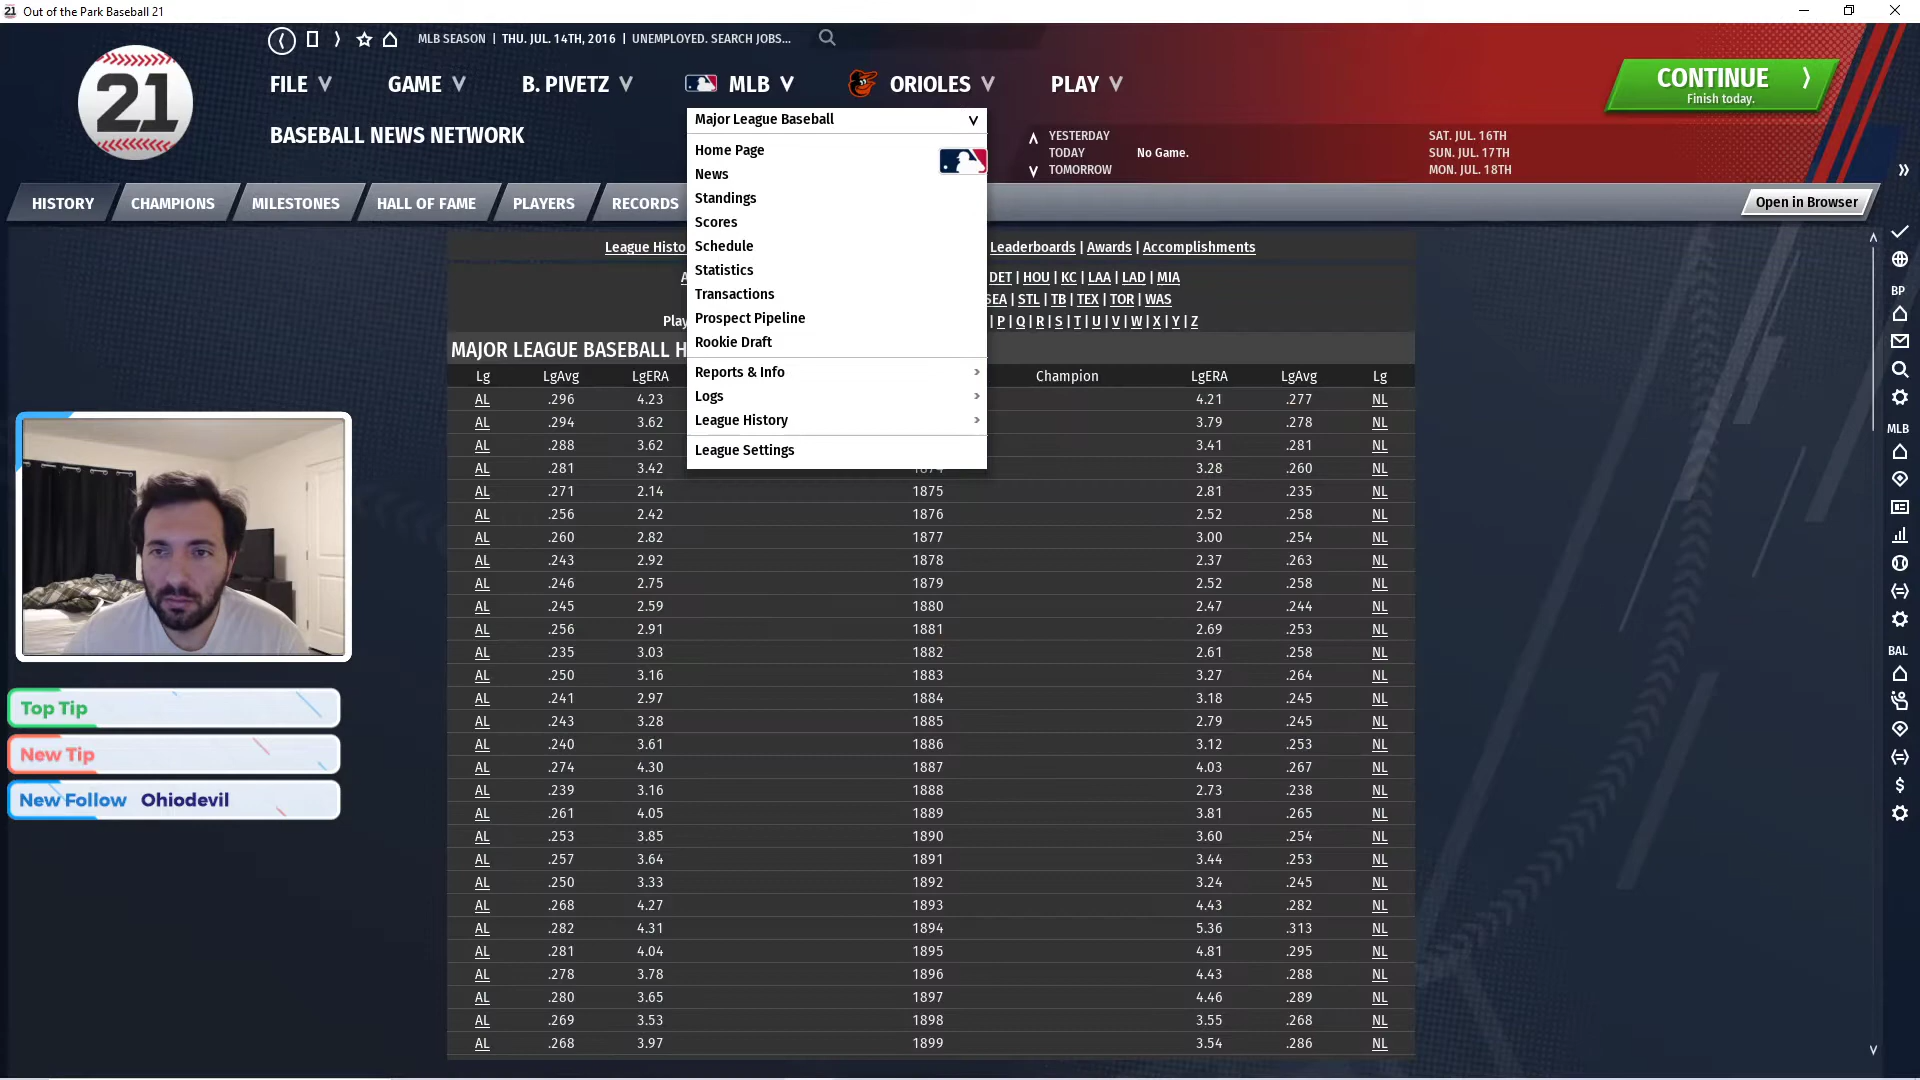 21 Out of the Park Baseball 21
MLB SEASON | THU. JUL. 14TH, 2016 | UNEMPLOYED. SEARCH JOBS...
21
FILE GAME B. PIVETZ MLB ORIOLES PLAY
CONTINUE
Finish today.
BASEBALL NEWS NETWORK
YESTERDAY SAT. JUL. 16TH
TODAY No Game. SUN. JUL. 17TH
TOMORROW MON. JUL. 18TH
HISTORY CHAMPIONS MILESTONES HALL OF FAME PLAYERS RECORDS
Open in Browser
Major League Baseball
Home Page
News
Standings
Scores
Schedule
Statistics
Transactions
Prospect Pipeline
Rookie Draft
Reports & Info
Logs
League History
League Settings
League Histo Leaderboards | Awards | Accomplishments
DET | HOU | KC | LAA | LAD | MIA
SEA | STL | TB | TEX | TOR | WAS
Play | P | Q | R | S | T | U | V | W | X | Y | Z
MAJOR LEAGUE BASEBALL H
Lg LgAvg LgERA Champion LgERA LgAvg Lg
AL .296 4.23 4.21 .277 NL
AL .294 3.62 3.79 .278 NL
AL .288 3.62 3.41 .281 NL
AL .281 3.42 1874 3.28 .260 NL
AL .271 2.14 1875 2.81 .235 NL
AL .256 2.42 1876 2.52 .258 NL
AL .260 2.82 1877 3.00 .254 NL
AL .243 2.92 1878 2.37 .263 NL
AL .246 2.75 1879 2.52 .258 NL
AL .245 2.59 1880 2.47 .244 NL
AL .256 2.91 1881 2.69 .253 NL
AL .235 3.03 1882 2.61 .258 NL
AL .250 3.16 1883 3.27 .264 NL
AL .241 2.97 1884 3.18 .245 NL
AL .243 3.28 1885 2.79 .245 NL
AL .240 3.61 1886 3.12 .253 NL
AL .274 4.30 1887 4.03 .267 NL
AL .239 3.16 1888 2.73 .238 NL
AL .261 4.05 1889 3.81 .265 NL
AL .253 3.85 1890 3.60 .254 NL
AL .257 3.64 1891 3.44 .253 NL
AL .250 3.33 1892 3.24 .245 NL
AL .268 4.27 1893 4.43 .282 NL
AL .282 4.31 1894 5.36 .313 NL
AL .281 4.04 1895 4.81 .295 NL
AL .278 3.78 1896 4.43 .288 NL
AL .280 3.65 1897 4.46 .289 NL
AL .269 3.53 1898 3.55 .268 NL
AL .268 3.97 1899 3.54 .286 NL
Top Tip
New Tip
New Follow Ohiodevil
BP
MLB
BAL
$